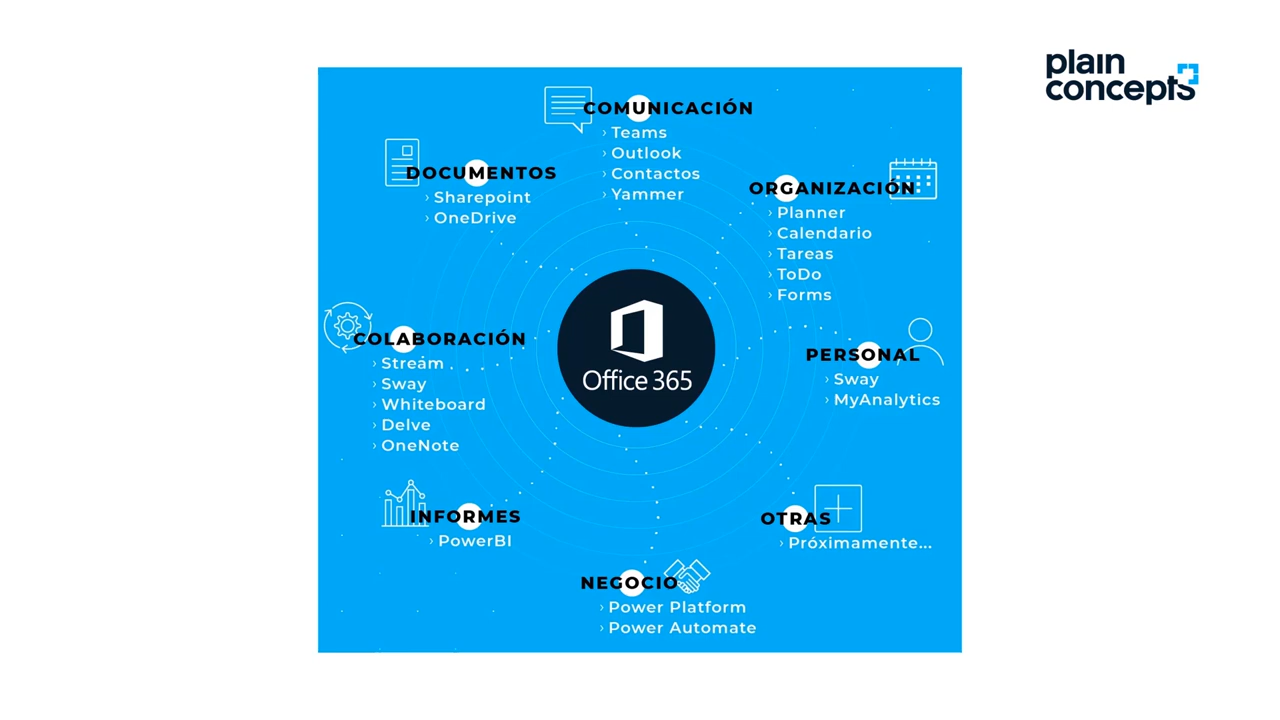 plain
concepts
COMUNICACIÓN
› Teams
› Outlook
› Contactos
› Yammer
DOCUMENTOS
› Sharepoint
› OneDrive
ORGANIZACIÓN
› Planner
› Calendario
› Tareas
› ToDo
› Forms
Office 365
COLABORACIÓN
› Stream
› Sway
› Whiteboard
› Delve
› OneNote
PERSONAL
› Sway
› MyAnalytics
INFORMES
› PowerBI
OTRAS
› Próximamente...
NEGOCIO
› Power Platform
› Power Automate